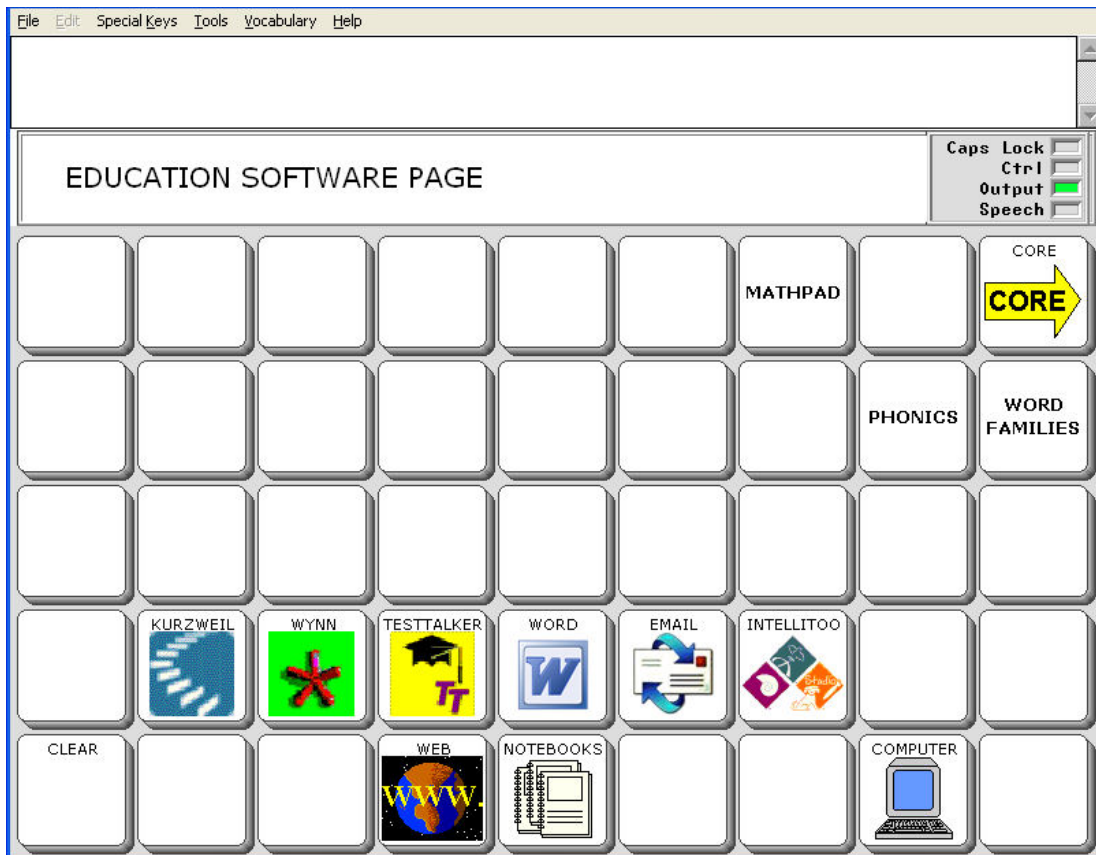 File Edit Special Keys Tools Vocabulary Help
EDUCATION SOFTWARE PAGE
Caps Lock
Ctrl
Output
Speech
MATHPAD
CORE
CORE
PHONICS
WORD
FAMILIES
KURZWEIL
WYNN
TESTTALKER
TT
WORD
W
EMAIL
INTELLITOO
Studio
CLEAR
WEB
WWW.
NOTEBOOKS
COMPUTER